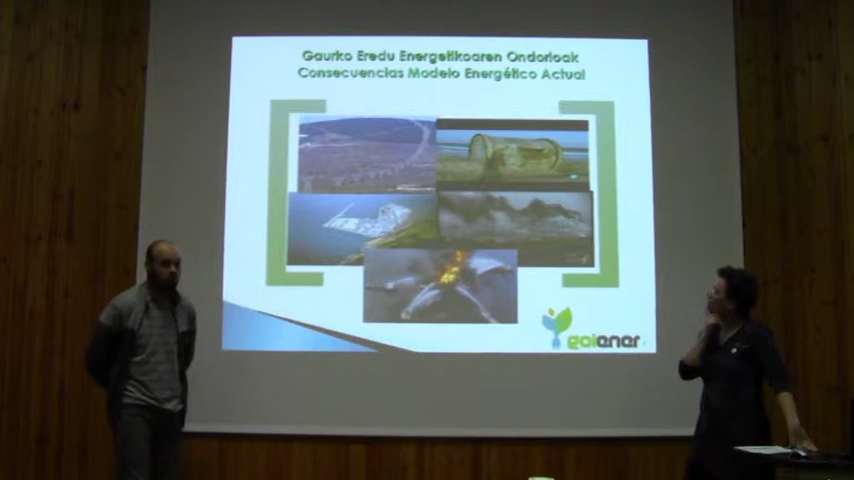 Gaurko Eredu Energetikoaren Ondorioak
Consecuencias Modelo Energético Actual
goiener